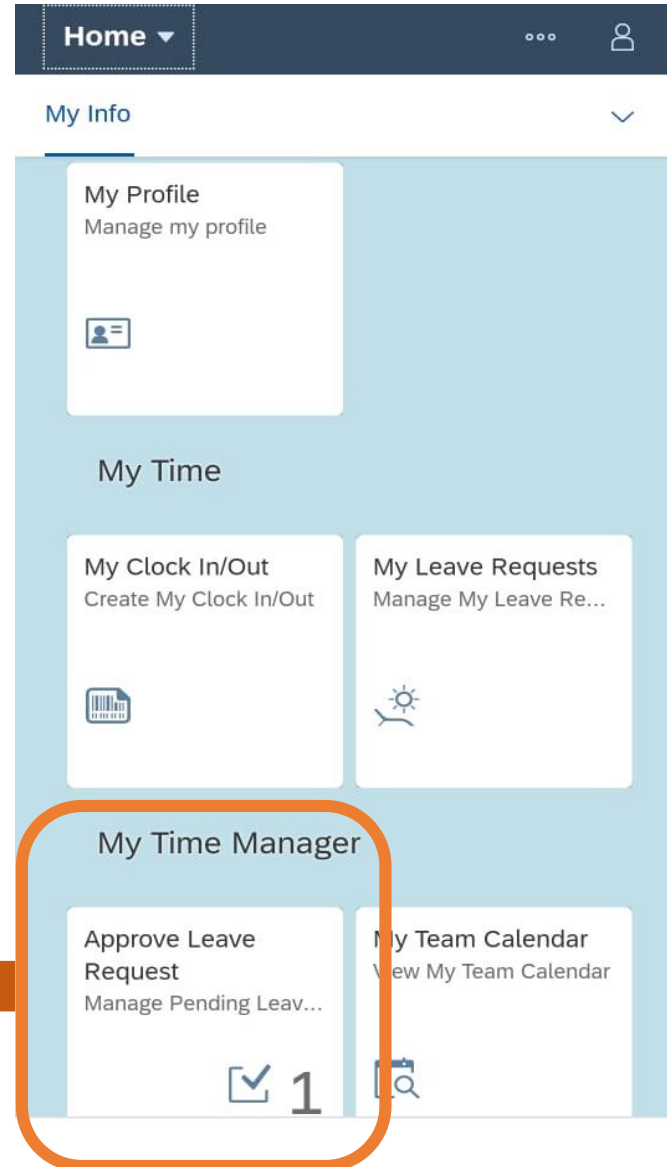 Home
My Info
My Profile
Manage my profile
My Time
My Clock In/Out
Create My Clock In/Out
My Leave Requests
Manage My Leave Re...
My Time Manager
Approve Leave
Request
Manage Pending Leav...
1
My Team Calendar
View My Team Calendar